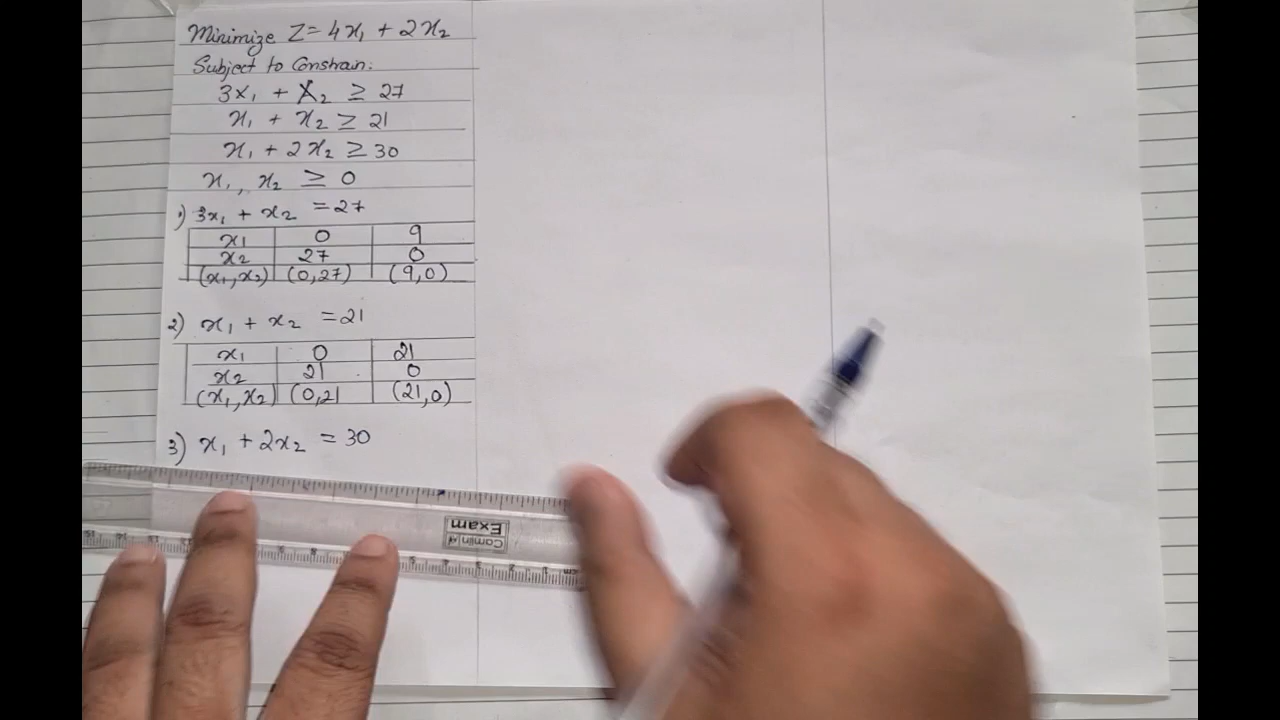 Minimize Z = 4x₁ + 2x₂
Subject to Constrain:
3x₁ + x₂ ≥ 27
x₁ + x₂ ≥ 21
x₁ + 2x₂ ≥ 30
x₁, x₂ ≥ 0
1) 3x₁ + x₂ = 27
x₁ 0 9
x₂ 27 0
(x₁,x₂) (0,27) (9,0)
2) x₁ + x₂ = 21
x₁ 0 21
x₂ 21 0
(x₁,x₂) (0,21 (21,0)
3) x₁ + 2x₂ = 30
Camlin
Exam